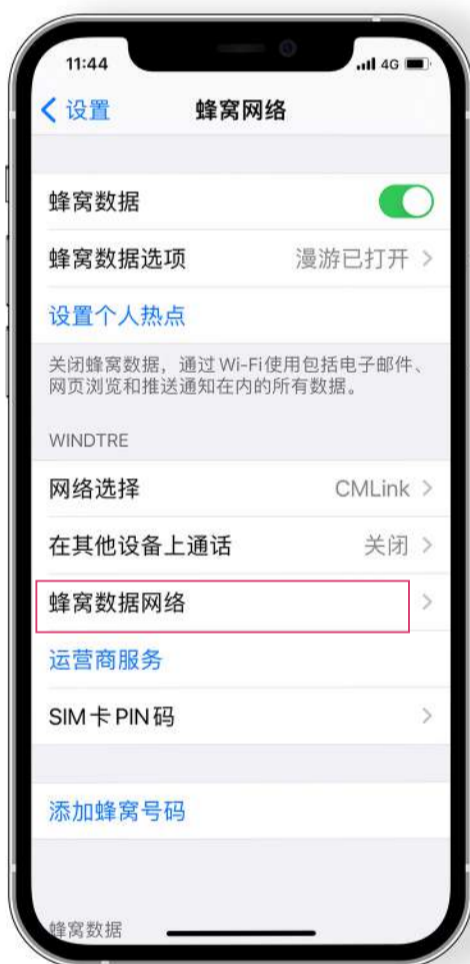 11:44
4G
设置
蜂窝网络
蜂窝数据
蜂窝数据选项 漫游已打开
设置个人热点
关闭蜂窝数据，通过 Wi-Fi使用包括电子邮件、
网页浏览和推送通知在内的所有数据。
WINDTRE
网络选择 CMLink
在其他设备上通话 关闭
蜂窝数据网络
运营商服务
SIM卡PIN码
添加蜂窝号码
蜂窝数据